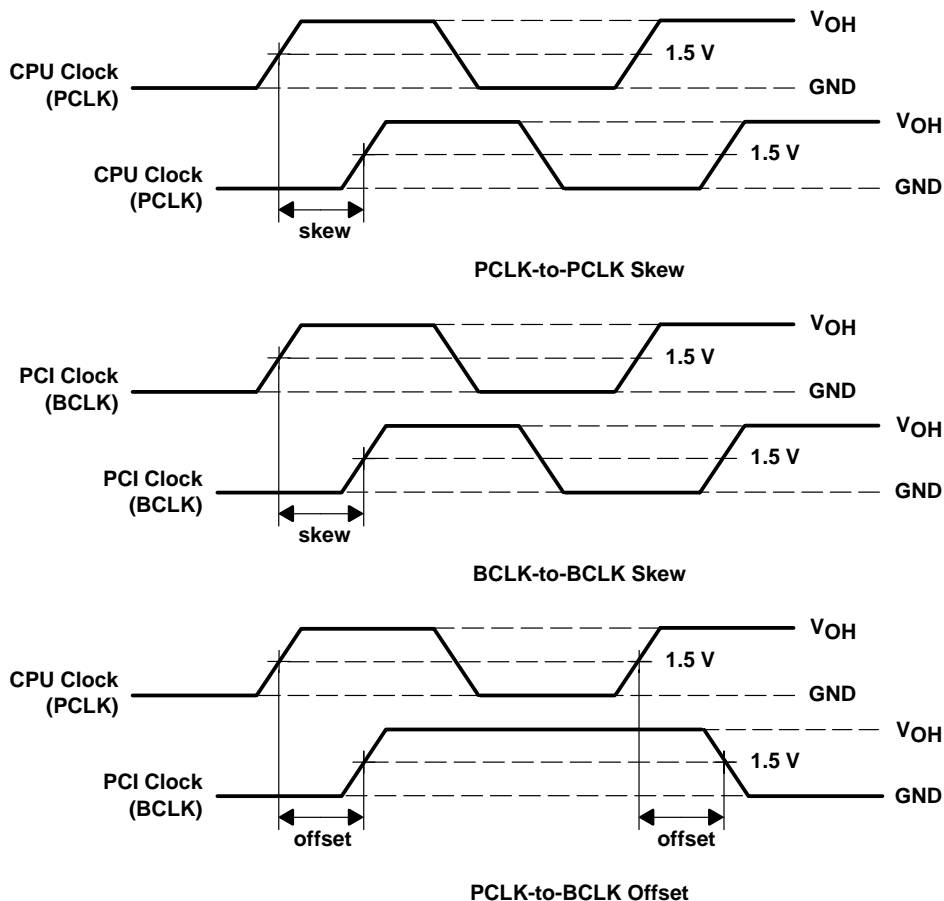 VOH
CPU Clock
(PCLK)
1.5 V
GND
VOH
CPU Clock
(PCLK)
1.5 V
GND
skew
PCLK-to-PCLK Skew
VOH
PCI Clock
(BCLK)
1.5 V
GND
VOH
PCI Clock
(BCLK)
1.5 V
GND
skew
BCLK-to-BCLK Skew
VOH
CPU Clock
(PCLK)
1.5 V
GND
VOH
PCI Clock
(BCLK)
1.5 V
GND
offset
offset
PCLK-to-BCLK Offset